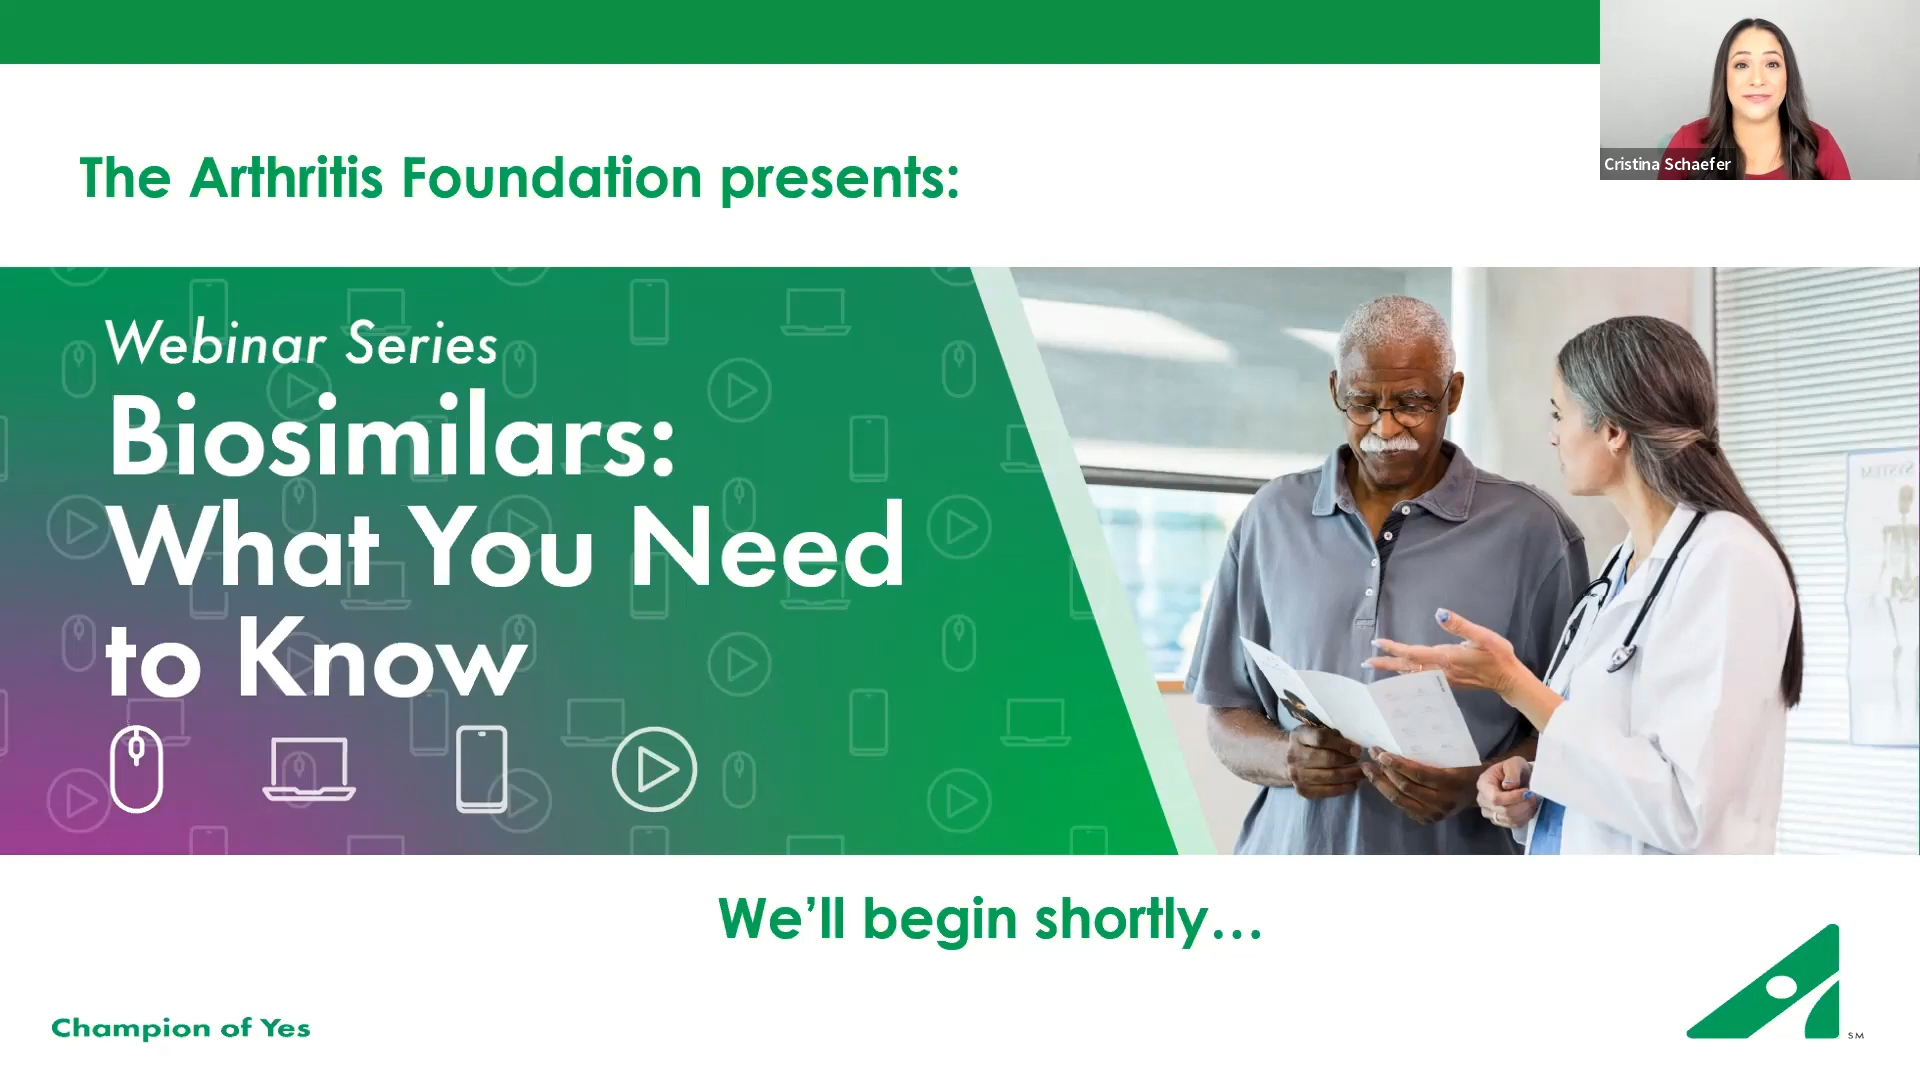 Cristina Schaefer
The Arthritis Foundation presents:
Webinar Series
Biosimilars:
What You Need
to Know
We’ll begin shortly...
Champion of Yes
SM